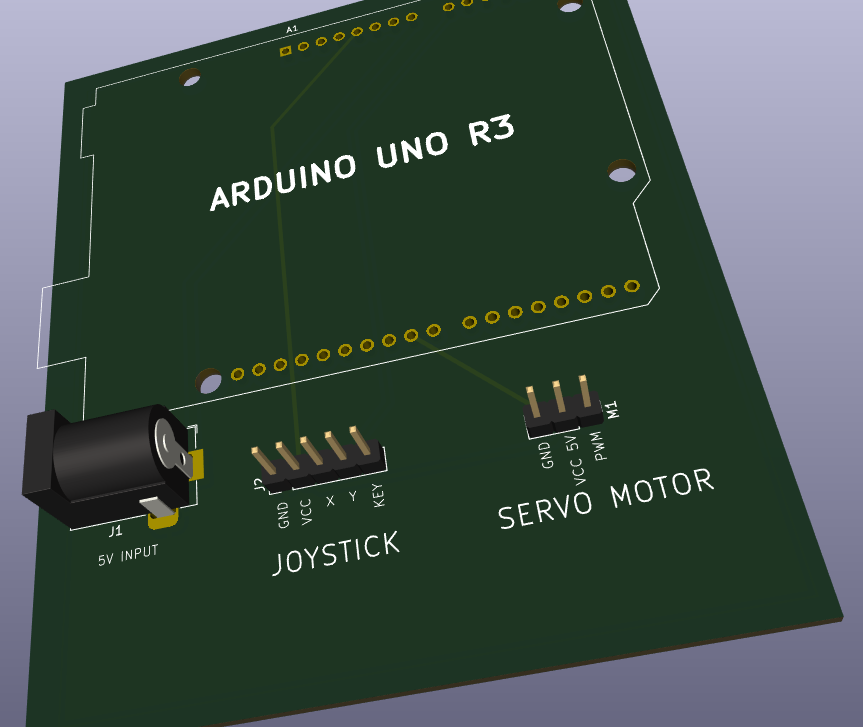 A1
ARDUINO UNO R3
M1
J2
GND
VCC
X
Y
KEY
GND
VCC 5V
PWM
J1
5V INPUT
JOYSTICK
SERVO MOTOR